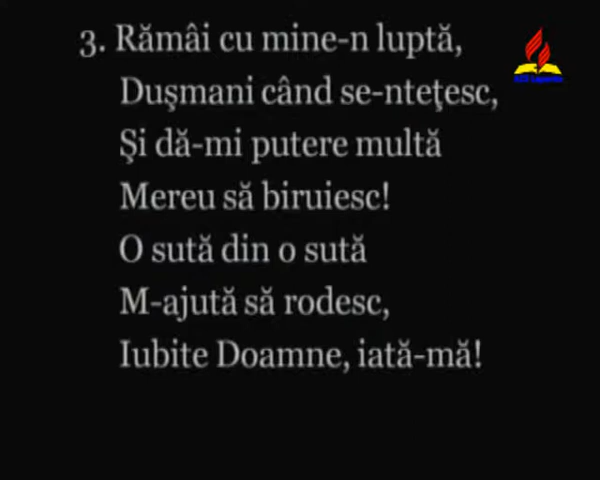 3. Rămâi cu mine-n luptă,
Duşmani când se-nteţesc,
Şi dă-mi putere multă
Mereu să biruiesc!
O sută din o sută
M-ajută să rodesc,
Iubite Doamne, iată-mă!